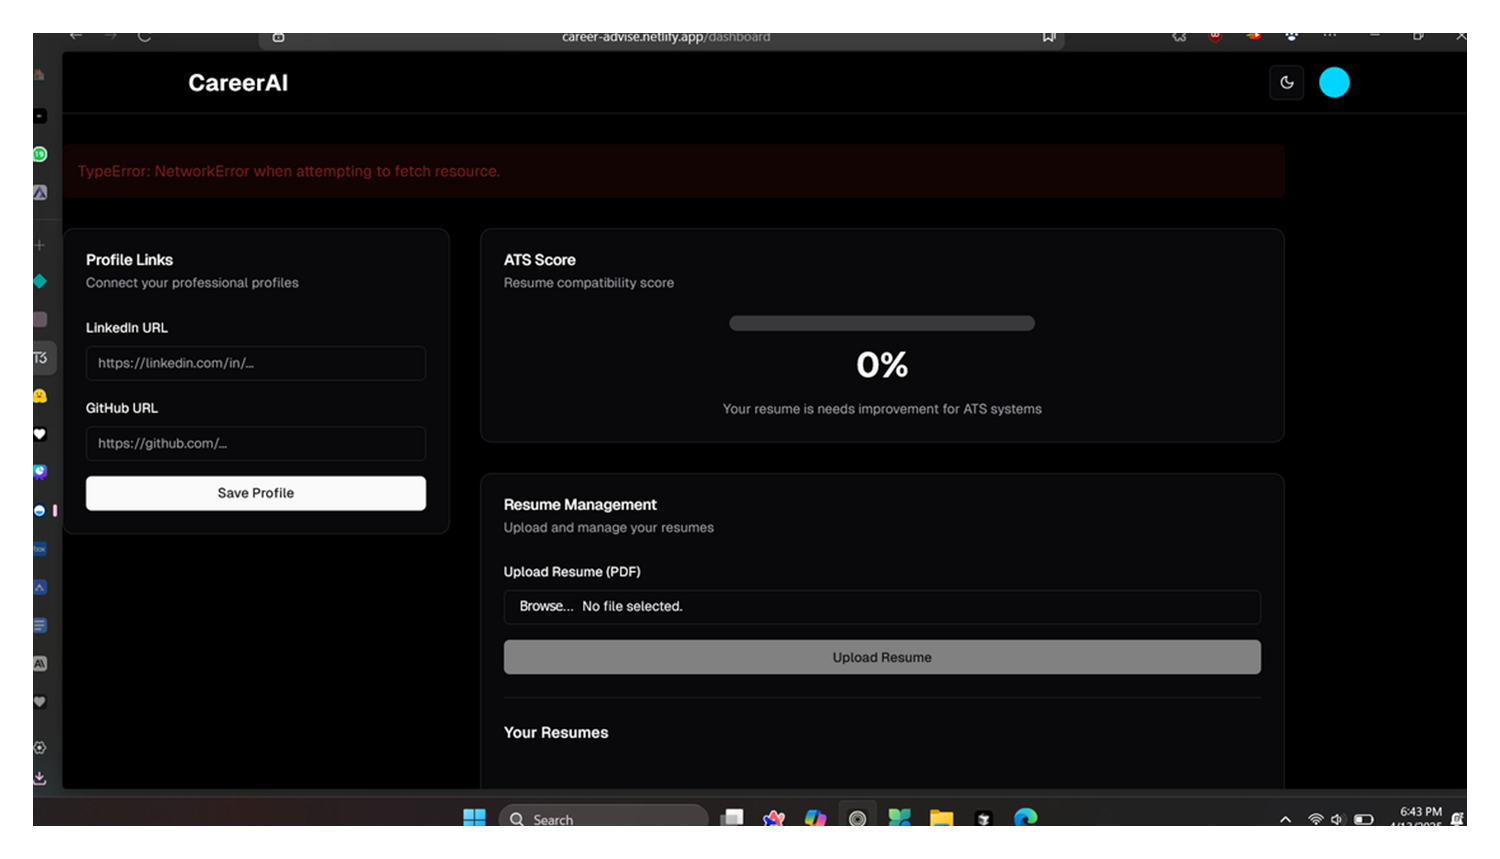 career-advise.netlify.app/dashboard
CareerAI
TypeError: NetworkError when attempting to fetch resource.
Profile Links
Connect your professional profiles
LinkedIn URL
https://linkedin.com/in/...
GitHub URL
https://github.com/...
Save Profile
ATS Score
Resume compatibility score
0%
Your resume is needs improvement for ATS systems
Resume Management
Upload and manage your resumes
Upload Resume (PDF)
Browse... No file selected.
Upload Resume
Your Resumes
19
T3
box
Search
6:43 PM